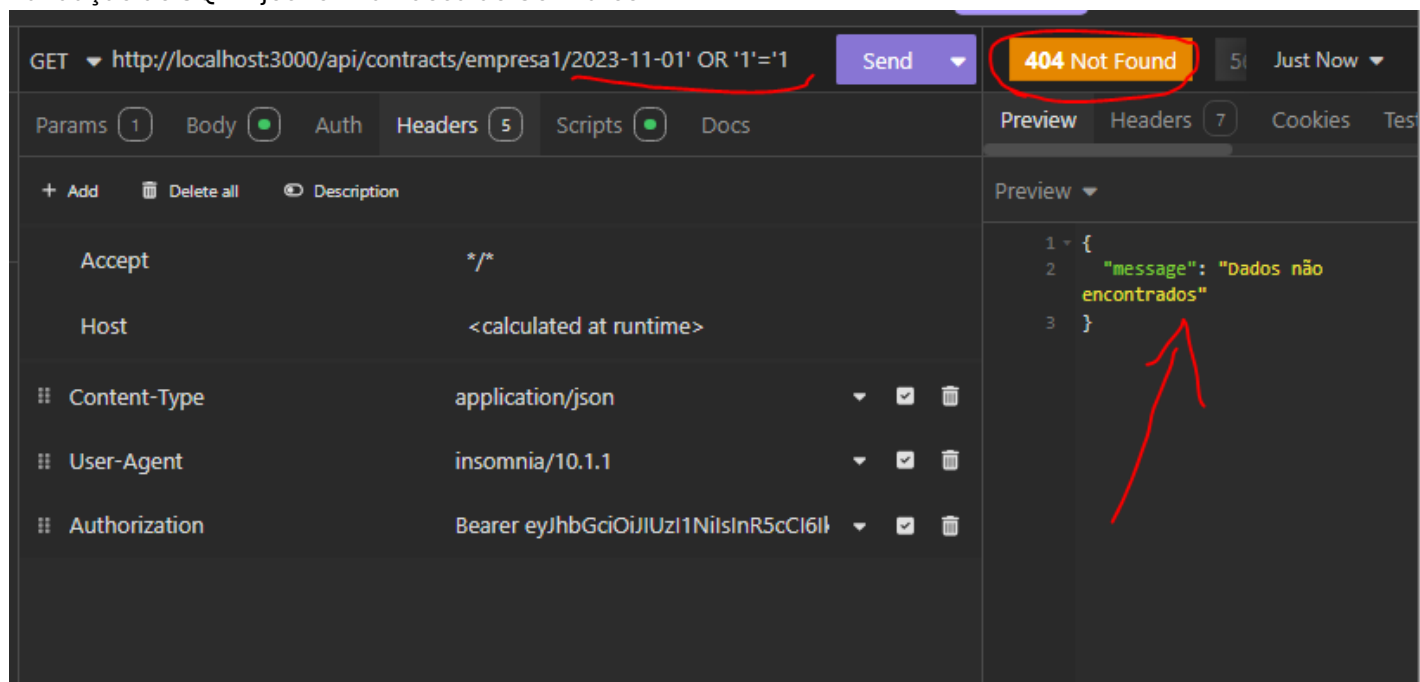 GET http://localhost:3000/api/contracts/empresa1/2023-11-01' OR '1'='1 Send 404 Not Found Just Now
Params 1 Body Auth Headers 5 Scripts Docs Preview Headers 7 Cookies
+ Add Delete all Description Preview
Accept */*
Host <calculated at runtime>
Content-Type application/json
User-Agent insomnia/10.1.1
Authorization Bearer
1 {
2 "message": "Dados não
encontrados"
3 }